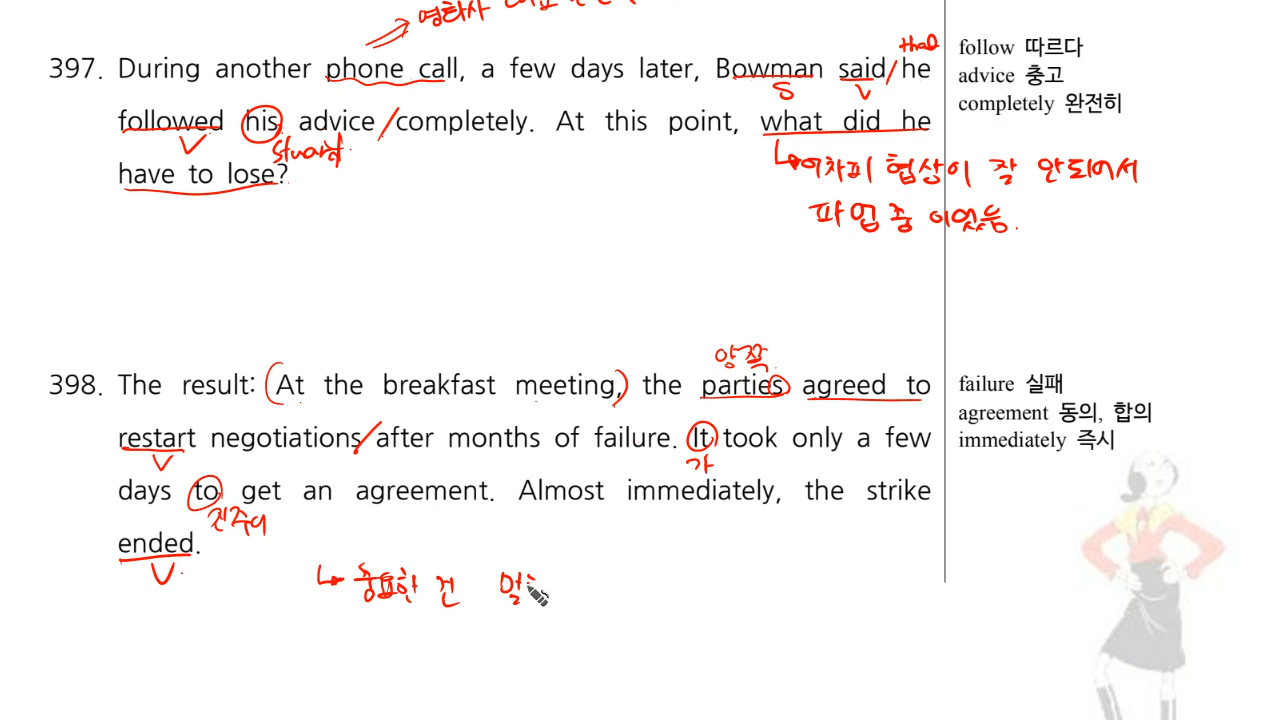 영화사
that
397. During another phone call, a few days later, Bowman said/he
S V
followed his advice/completely. At this point, what did he
V
have to lose?
어차피 협상이 잘 안되어서
파업 중 이었음.
follow 따르다
advice 충고
completely 완전히
양쪽
398. The result: (At the breakfast meeting,) the parties agreed to
restart negotiations/after months of failure. It took only a few
V 가
days to get an agreement. Almost immediately, the strike
진주어
ended.
V
중요한 건
failure 실패
agreement 동의, 합의
immediately 즉시